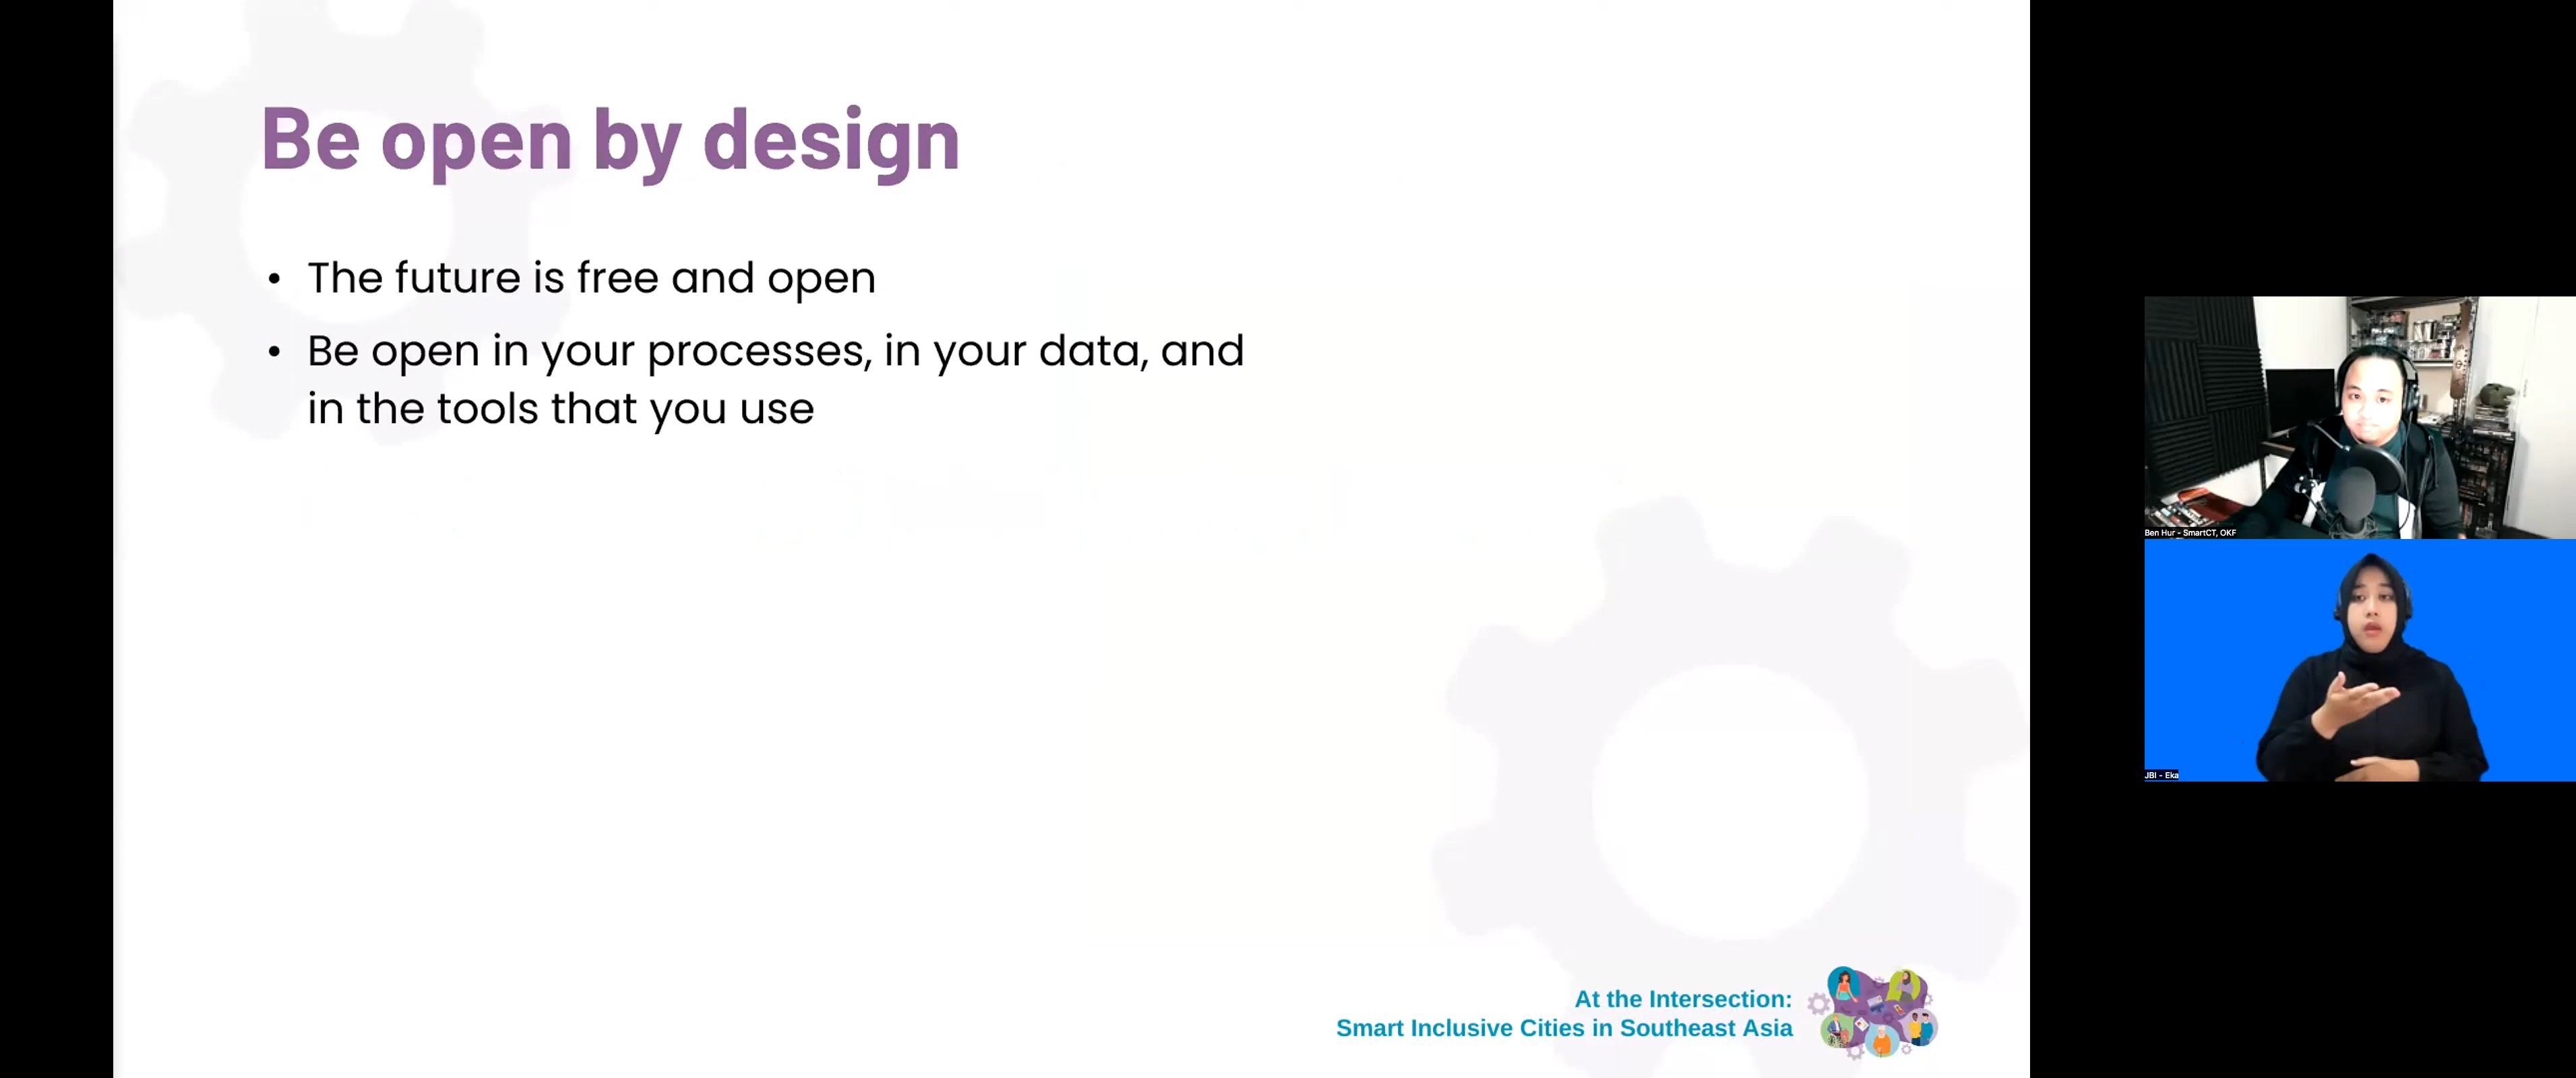 Be open by design
• The future is free and open
• Be open in your processes, in your data, and
in the tools that you use
Ben Hur - SmartCT, OKF
JBI - Eka
At the Intersection:
Smart Inclusive Cities in Southeast Asia